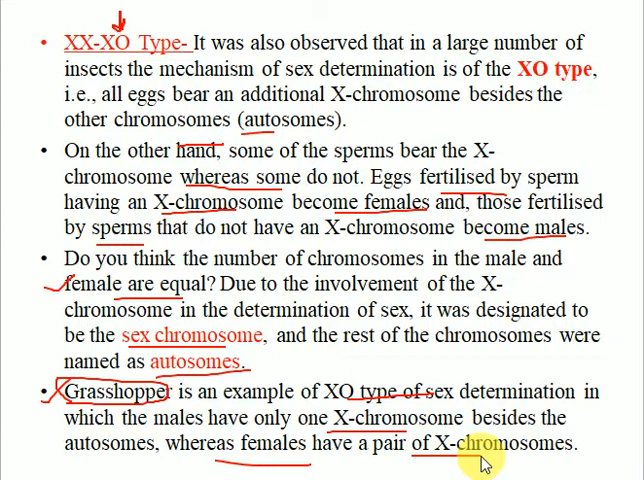 • XX-XO Type- It was also observed that in a large number of
insects the mechanism of sex determination is of the XO type,
i.e., all eggs bear an additional X-chromosome besides the
other chromosomes (autosomes).
• On the other hand, some of the sperms bear the X-
chromosome whereas some do not. Eggs fertilised by sperm
having an X-chromosome become females and, those fertilised
by sperms that do not have an X-chromosome become males.
• Do you think the number of chromosomes in the male and
female are equal? Due to the involvement of the X-
chromosome in the determination of sex, it was designated to
be the sex chromosome, and the rest of the chromosomes were
named as autosomes.
• Grasshopper is an example of XO type of sex determination in
which the males have only one X-chromosome besides the
autosomes, whereas females have a pair of X-chromosomes.